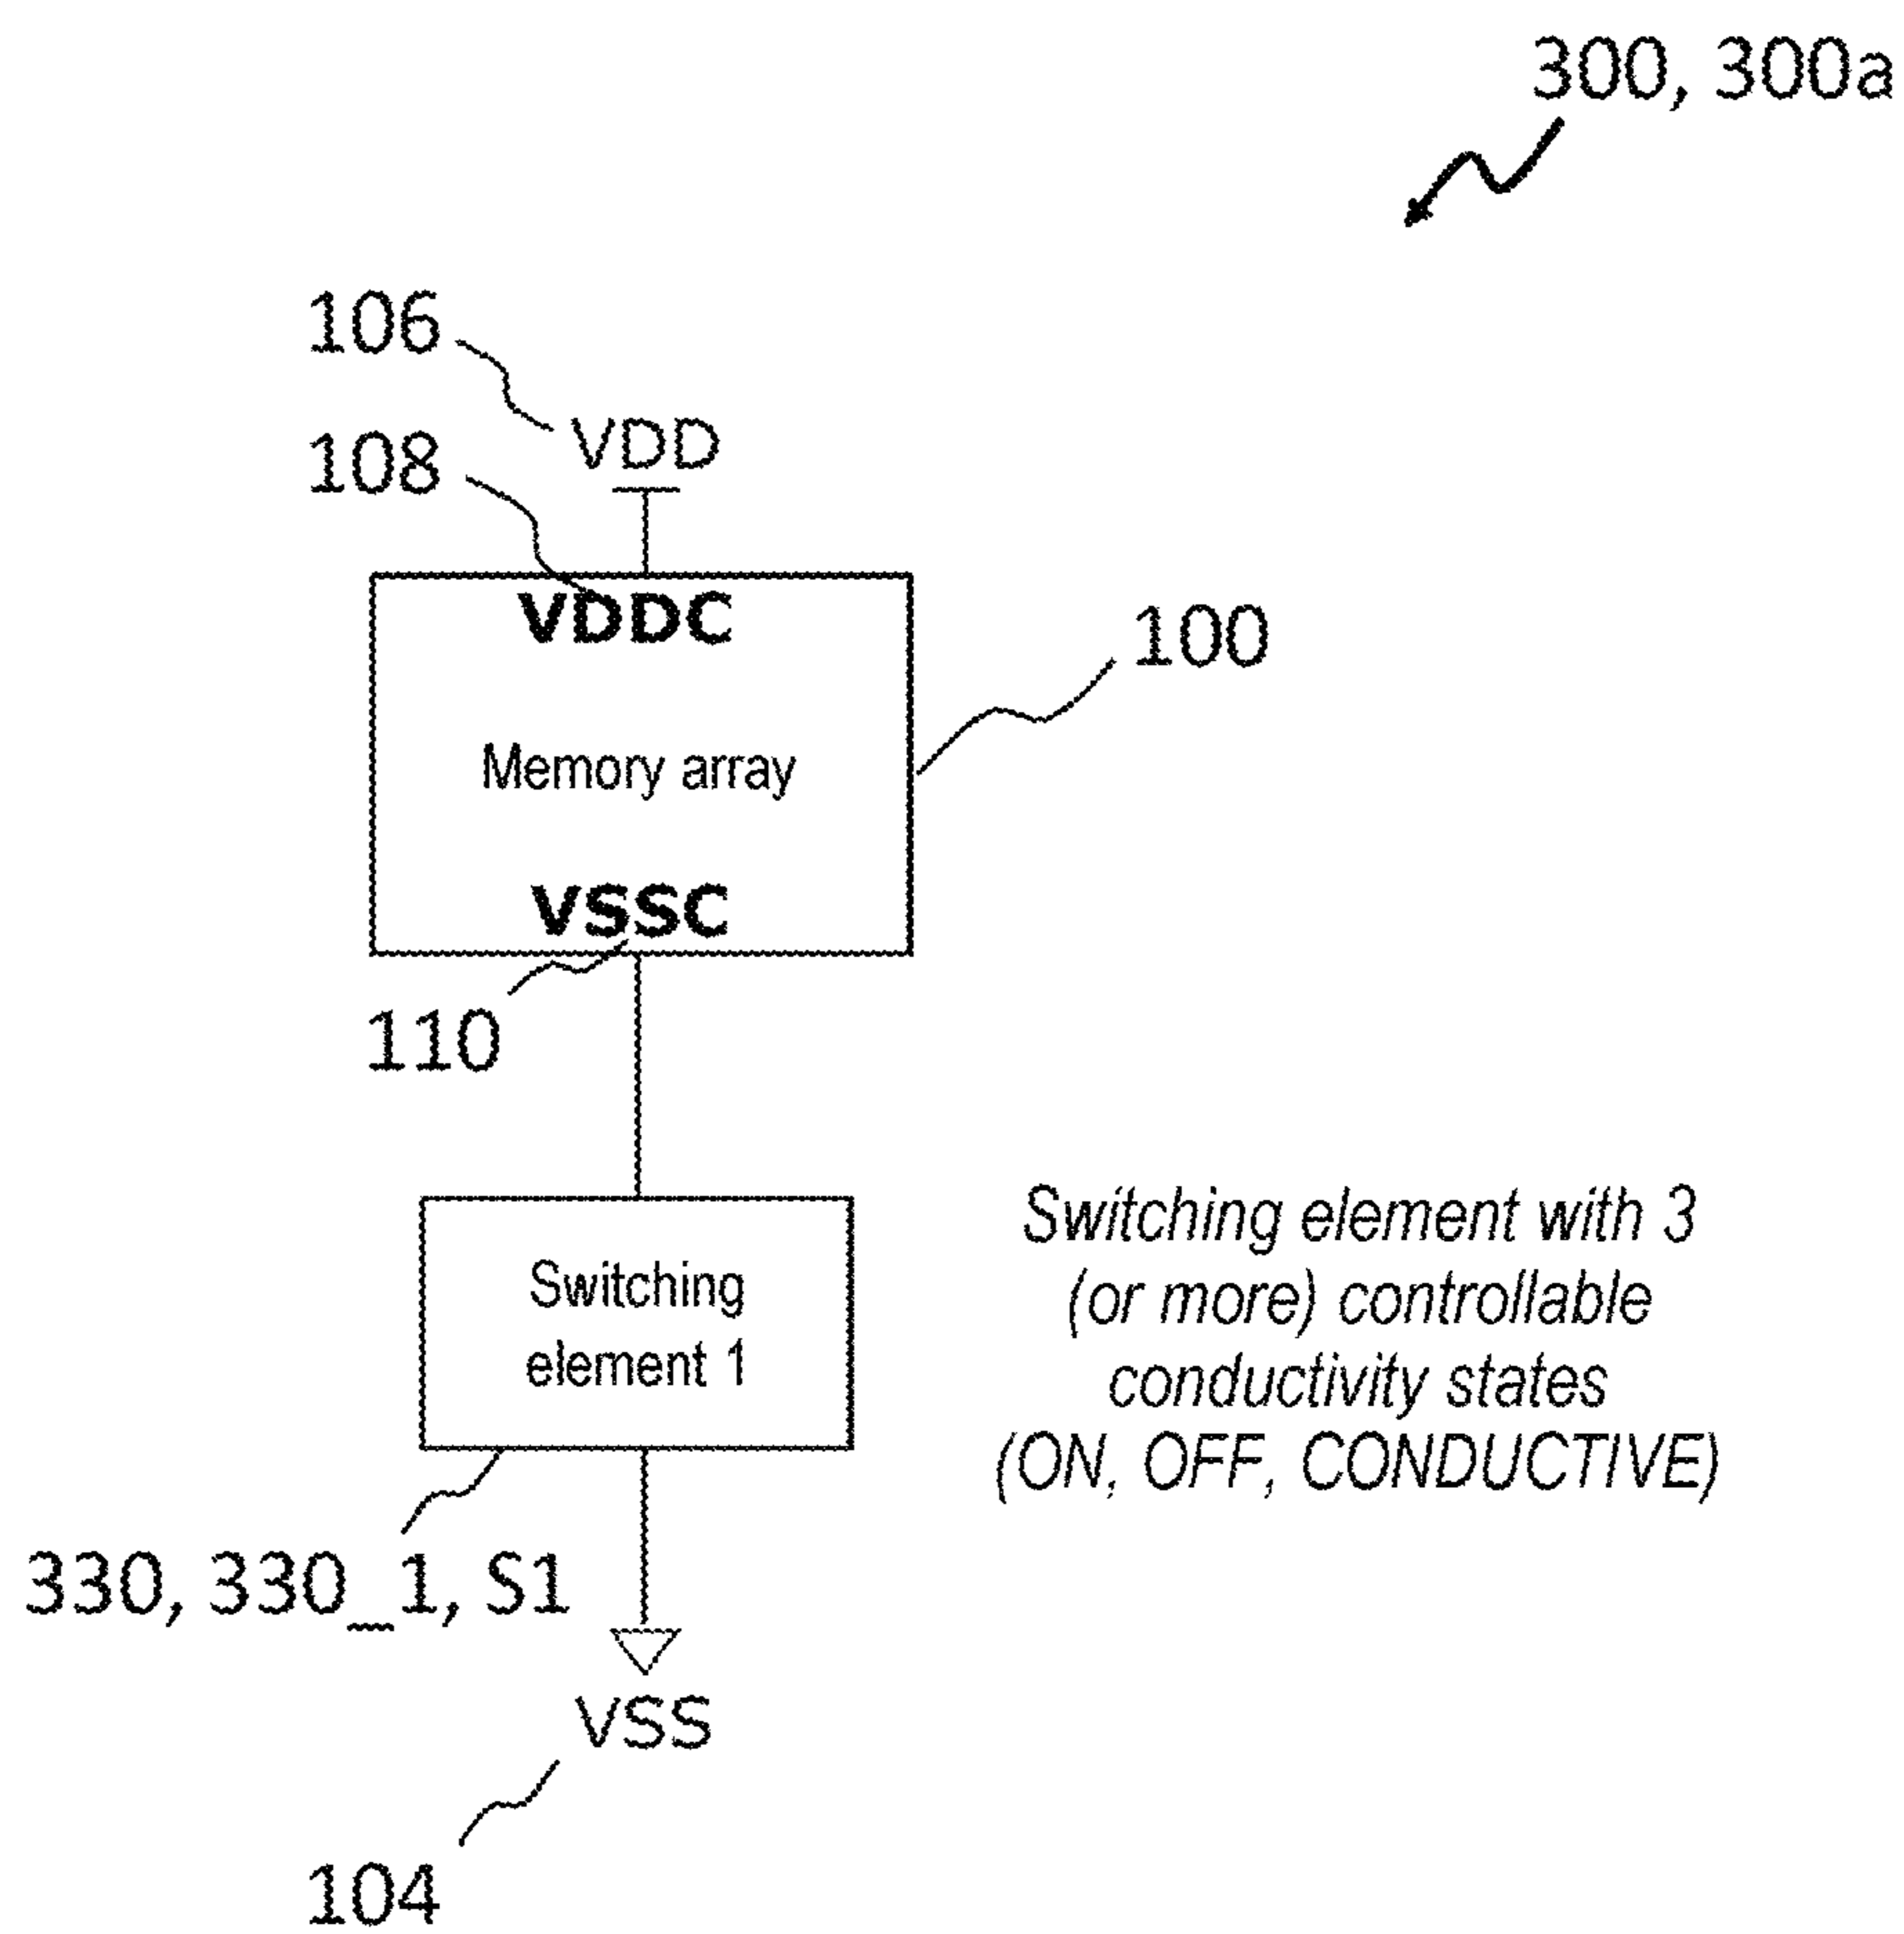 300, 300a
106
VDD
108
VDDC
100
Memory array
VSSC
110
Switching element with 3
(or more) controllable
conductivity states
(ON, OFF, CONDUCTIVE)
Switching
element 1
330, 330_1, S1
VSS
104